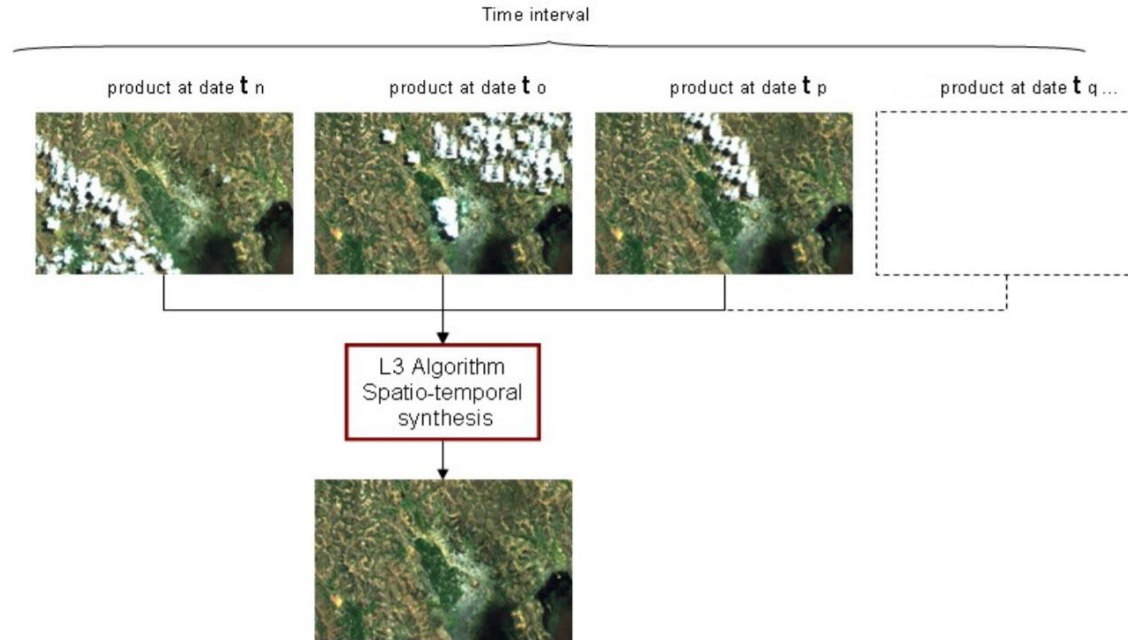 Time interval
product at date t n
product at date t o
product at date t p
product at date t q ...
L3 Algorithm
Spatio-temporal
synthesis